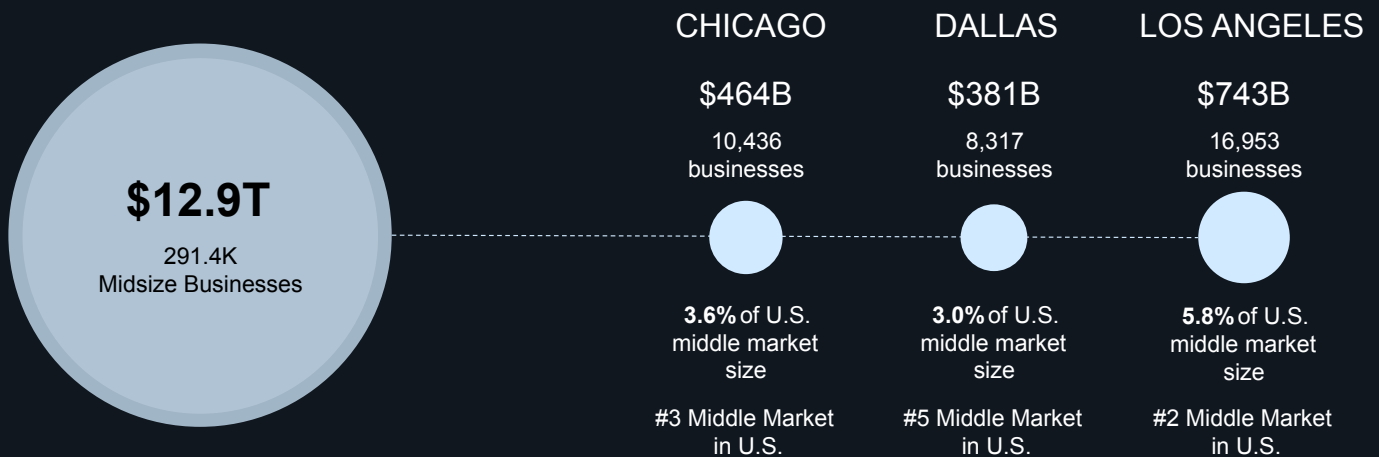 $12.9T
291.4K
Midsize Businesses
CHICAGO
$464B
10,436
businesses
3.6% of U.S.
middle market
size
#3 Middle Market
in U.S.
DALLAS
$381B
8,317
businesses
3.0% of U.S.
middle market
size
#5 Middle Market
in U.S.
LOS ANGELES
$743B
16,953
businesses
5.8% of U.S.
middle market
size
#2 Middle Market
in U.S.